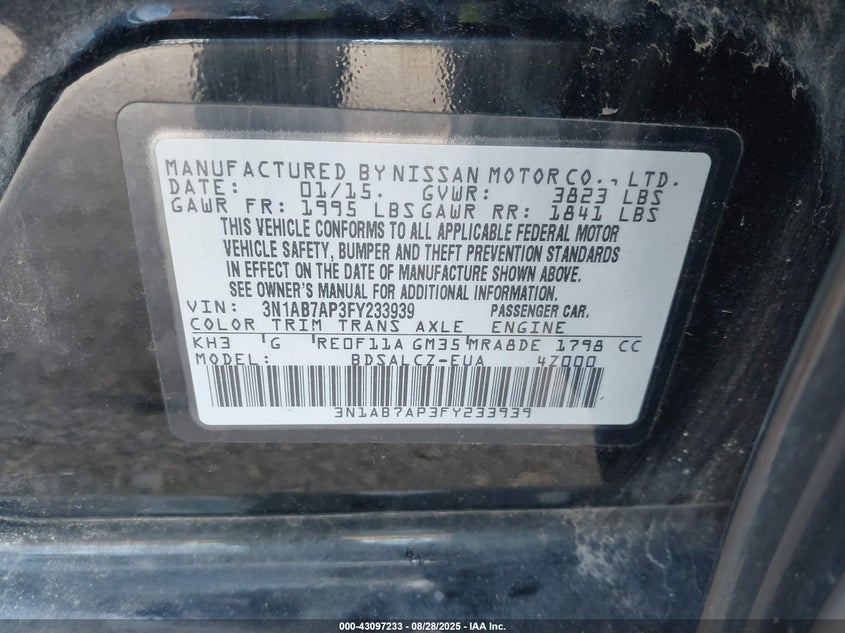 MANUFACTURED BY NISSAN MOTOR CO., LTD.
DATE: 01/15. GVWR: 3823 LBS
GAWR FR: 1995 LBS GAWR RR: 1841 LBS
THIS VEHICLE CONFORMS TO ALL APPLICABLE FEDERAL MOTOR
VEHICLE SAFETY, BUMPER AND THEFT PREVENTION STANDARDS
IN EFFECT ON THE DATE OF MANUFACTURE SHOWN ABOVE.
SEE OWNER'S MANUAL FOR ADDITIONAL INFORMATION.
VIN: 3N1AB7AP3FY233939 PASSENGER CAR.
COLOR TRIM TRANS AXLE ENGINE
KH3 'G RE0F11A GM35 MRA8DE 1798 CC
MODEL: BDSALCZ-EUA 47000
3N1AB7AP3FY233939
000-43097233 - 08/28/2025 - IAA Inc.